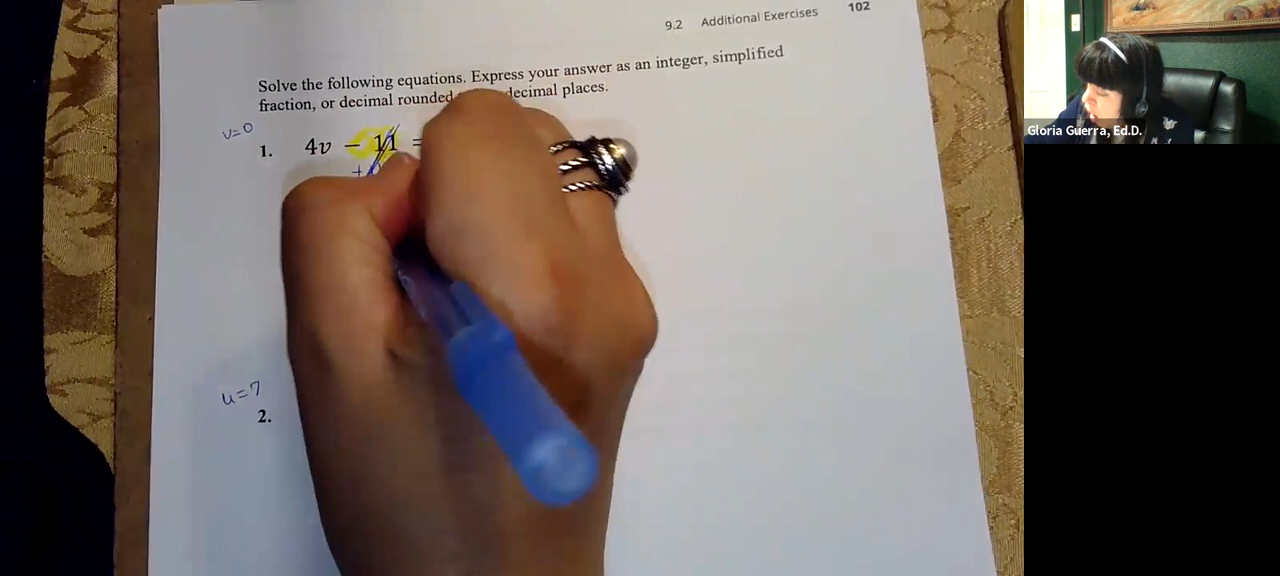 9.2 Additional Exercises 102
Gloria Guerra, Ed.D.
Solve the following equations. Express your answer as an integer, simplified
fraction, or decimal rounded decimal places.
v=0
1. 4v − 11 =
+
u=7
2.